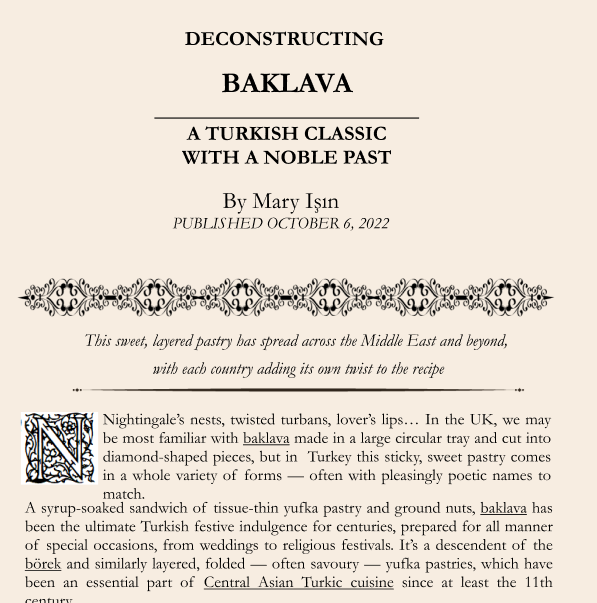 DECONSTRUCTING
BAKLAVA
A TURKISH CLASSIC
WITH A NOBLE PAST
By Mary Işın
PUBLISHED OCTOBER 6, 2022
This sweet, layered pastry has spread across the Middle East and beyond,
with each country adding its own twist to the recipe
N
Nightingale’s nests, twisted turbans, lover’s lips… In the UK, we may
be most familiar with baklava made in a large circular tray and cut into
diamond-shaped pieces, but in Turkey this sticky, sweet pastry comes
in a whole variety of forms — often with pleasingly poetic names to
match.
A syrup-soaked sandwich of tissue-thin yufka pastry and ground nuts, baklava has
been the ultimate Turkish festive indulgence for centuries, prepared for all manner
of special occasions, from weddings to religious festivals. It’s a descendent of the
börek and similarly layered, folded — often savoury — yufka pastries, which have
been an essential part of Central Asian Turkic cuisine since at least the 11th
century